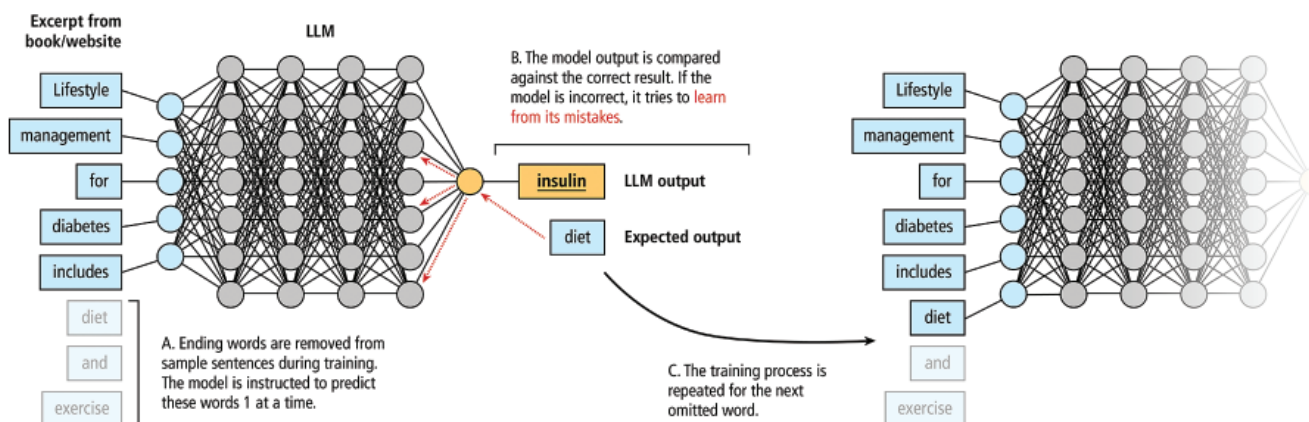 Excerpt from
book/website
LLM
Lifestyle
management
for
diabetes
includes
diet
and
exercise
A. Ending words are removed from
sample sentences during training.
The model is instructed to predict
these words 1 at a time.
B. The model output is compared
against the correct result. If the
model is incorrect, it tries to learn
from its mistakes.
insulin
LLM output
diet
Expected output
C. The training process is
repeated for the next
omitted word.
Lifestyle
management
for
diabetes
includes
diet
and
exercise